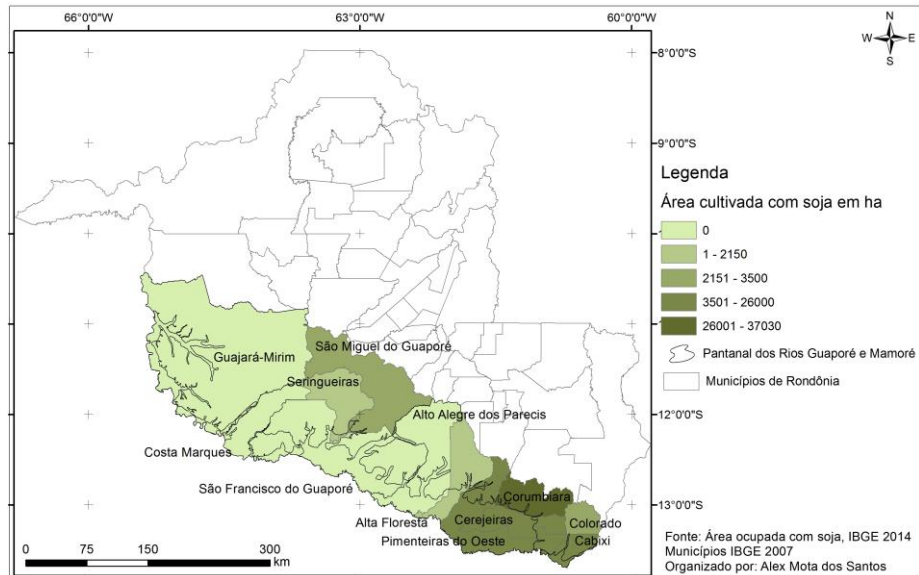 66°0'0"W
63°0'0"W
60°0'0"W
N
W E
S
8°0'0"S
9°0'0"S
12°0'0"S
13°0'0"S
Legenda
Área cultivada com soja em ha
0
1 - 2150
2151 - 3500
3501 - 26000
26001 - 37030
Pantanal dos Rios Guaporé e Mamoré
Municípios de Rondônia
São Miguel do Guaporé
Guajará-Mirim
Seringueiras
Alto Alegre dos Parecis
Costa Marques
São Francisco do Guaporé
Corumbiara
Alta Floresta
Cerejeiras
Colorado
Pimenteiras do Oeste
Cabixi
0 75 150 300
km
Fonte: Área ocupada com soja, IBGE 2014
Municípios IBGE 2007
Organizado por: Alex Mota dos Santos